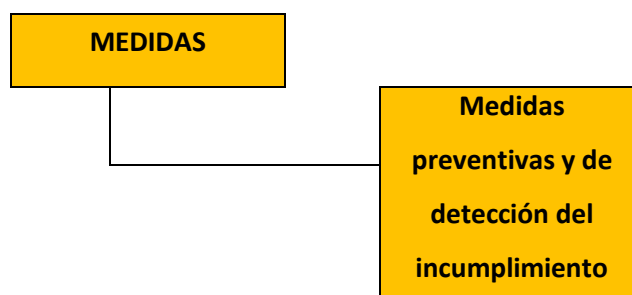 MEDIDAS
Medidas
preventivas y de
detección del
incumplimiento